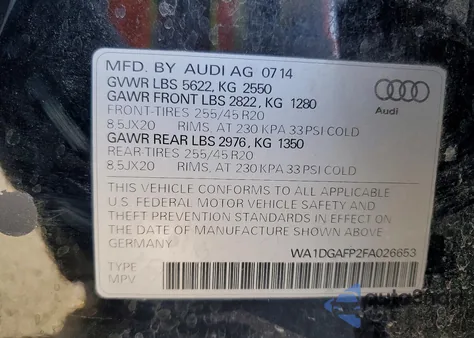 MFD. BY AUDI AG 07 14
GVWR LBS 5622, KG 2550
GAWR FRONT LBS 2822, KG 1280
FRONT-TIRES 255/45 R20
8,5JX20 RIMS, AT 230 KPA 33 PSI COLD
GAWR REAR LBS 2976, KG 1350
REAR-TIRES 255/45 R20
8,5JX20 RIMS, AT 230 KPA 33 PSI COLD
Audi
THIS VEHICLE CONFORMS TO ALL APPLICABLE
U. S. FEDERAL MOTOR VEHICLE SAFETY AND
THEFT PREVENTION STANDARDS IN EFFECT ON
THE DATE OF MANUFACTURE SHOWN ABOVE.
GERMANY WA1DGAFP2FA026653
TYPE
MPV